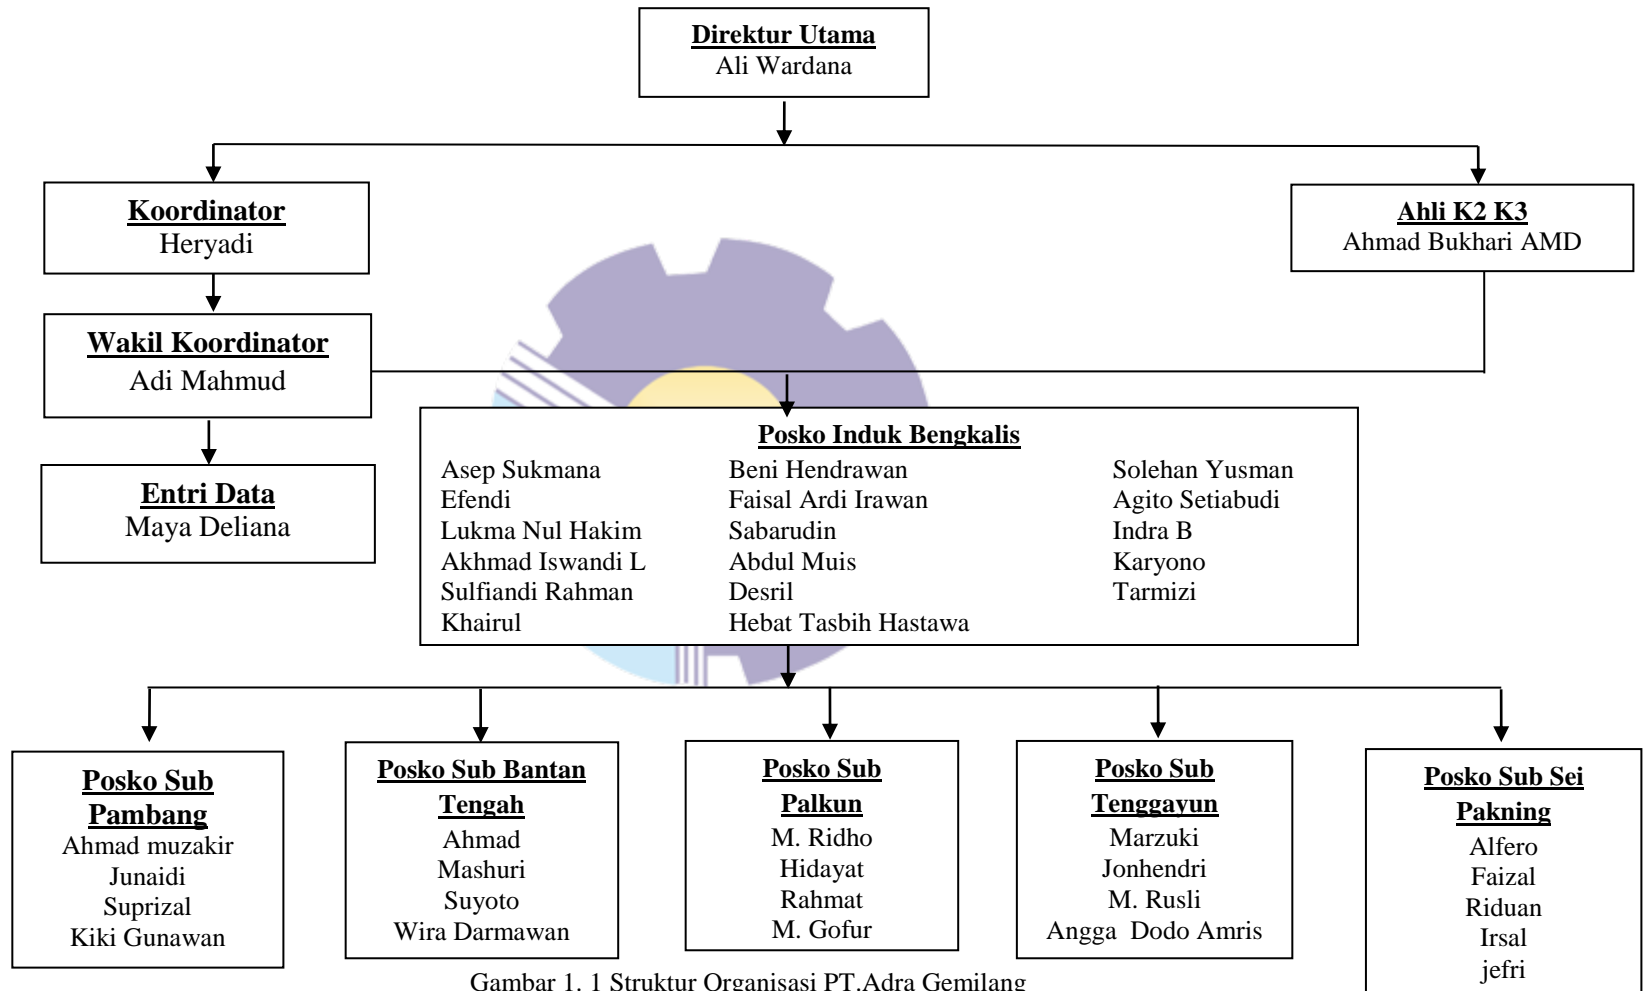 Direktur Utama
Ali Wardana
Koordinator
Heryadi
Ahli K2 K3
Ahmad Bukhari AMD
Wakil Koordinator
Adi Mahmud
Entri Data
Maya Deliana
Posko Induk Bengkalis
Asep Sukmana
Efendi
Lukma Nul Hakim
Akhmad Iswandi L
Sulfiandi Rahman
Khairul
Beni Hendrawan
Faisal Ardi Irawan
Sabarudin
Abdul Muis
Desril
Hebat Tasbih Hastawa
Solehan Yusman
Agito Setiabudi
Indra B
Karyono
Tarmizi
Posko Sub
Pambang
Ahmad muzakir
Junaidi
Suprizal
Kiki Gunawan
Posko Sub Bantan
Tengah
Ahmad
Mashuri
Suyoto
Wira Darmawan
Posko Sub
Palkun
M. Ridho
Hidayat
Rahmat
M. Gofur
Posko Sub
Tenggayun
Marzuki
Jonhendri
M. Rusli
Angga  Dodo Amris
Posko Sub Sei
Pakning
Alfero
Faizal
Riduan
Irsal
jefri
Gambar 1. 1 Struktur Organisasi PT.Adra Gemilang